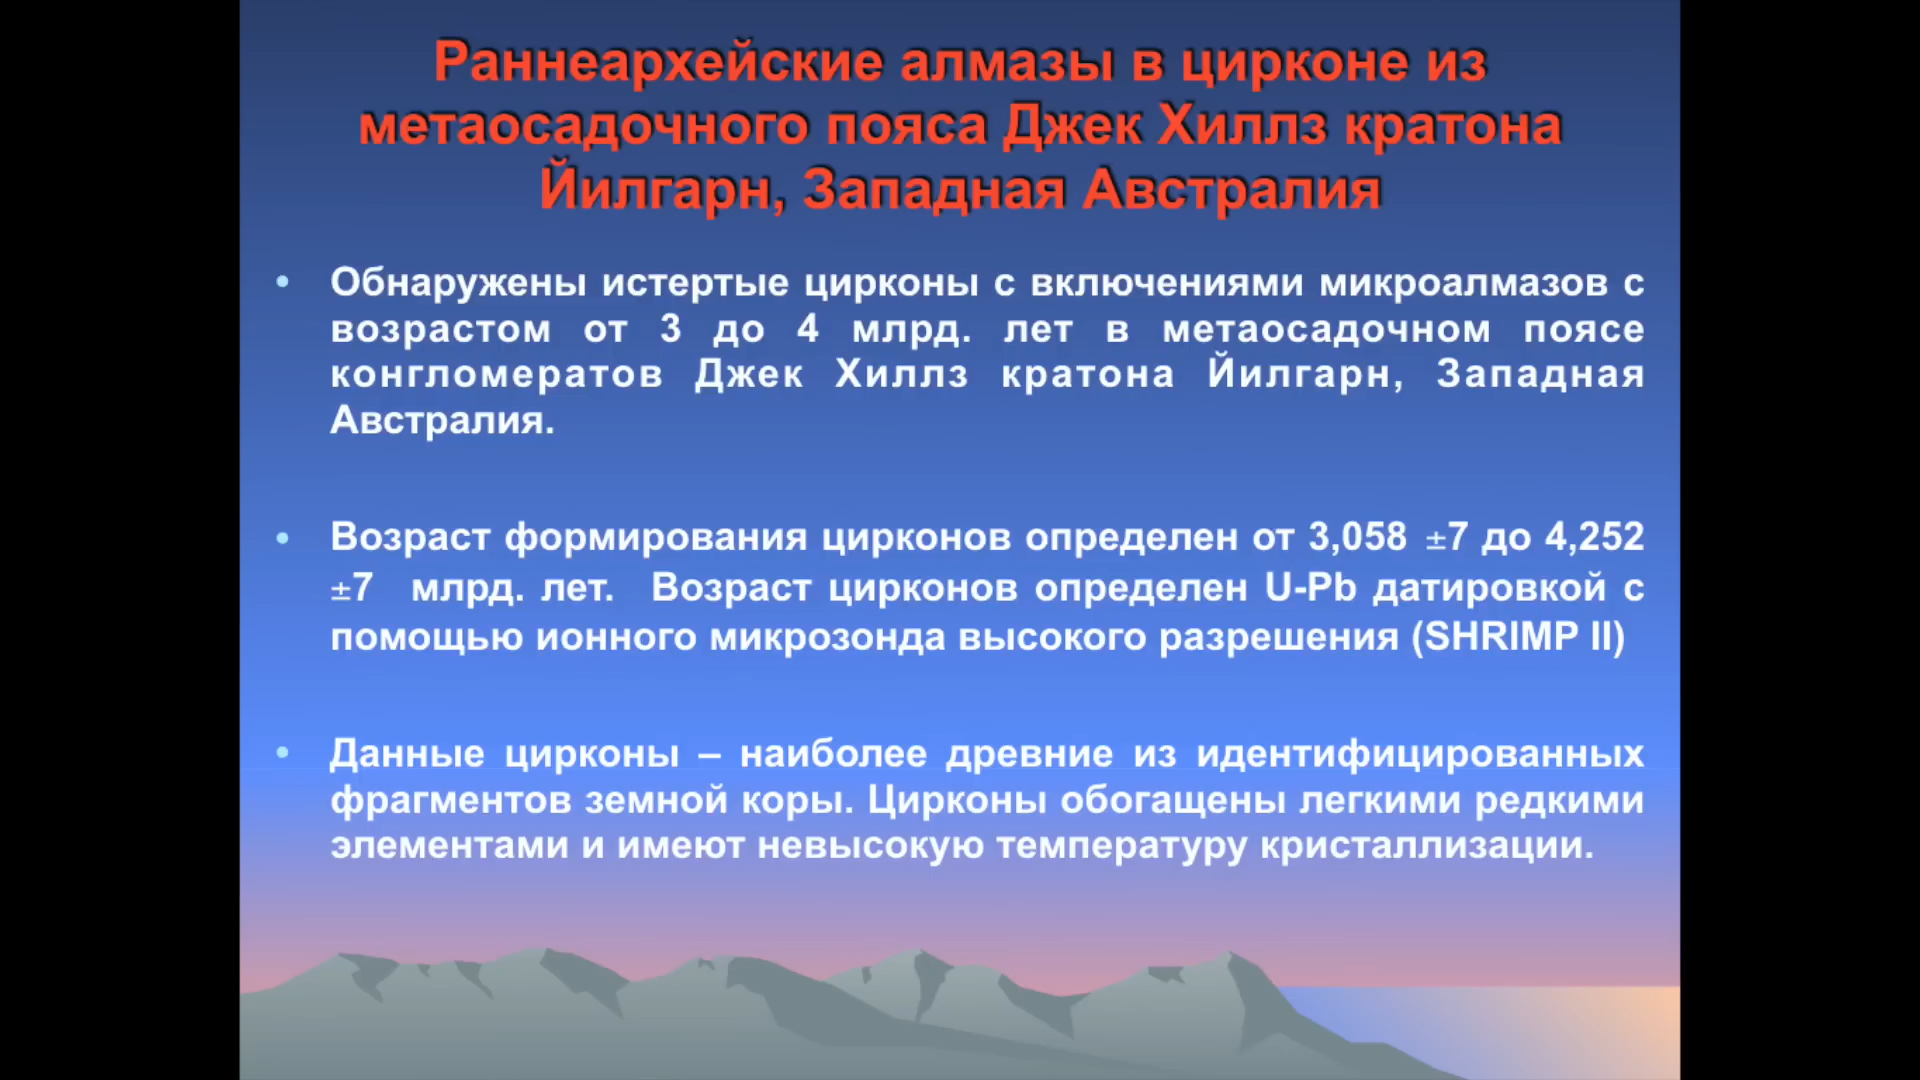 Раннеархейские алмазы в цирконе из
метаосадочного пояса Джек Хиллз кратона
Йилгарн, Западная Австралия
• Обнаружены истертые цирконы с включениями микроалмазов с
возрастом от 3 до 4 млрд. лет в метаосадочном поясе
конгломератов Джек Хиллз кратона Йилгарн, Западная
Австралия.
• Возраст формирования цирконов определен от 3,058 ±7 до 4,252
±7 млрд. лет. Возраст цирконов определен U-Pb датировкой с
помощью ионного микрозонда высокого разрешения (SHRIMP II)
• Данные цирконы – наиболее древние из идентифицированных
фрагментов земной коры. Цирконы обогащены легкими редкими
элементами и имеют невысокую температуру кристаллизации.